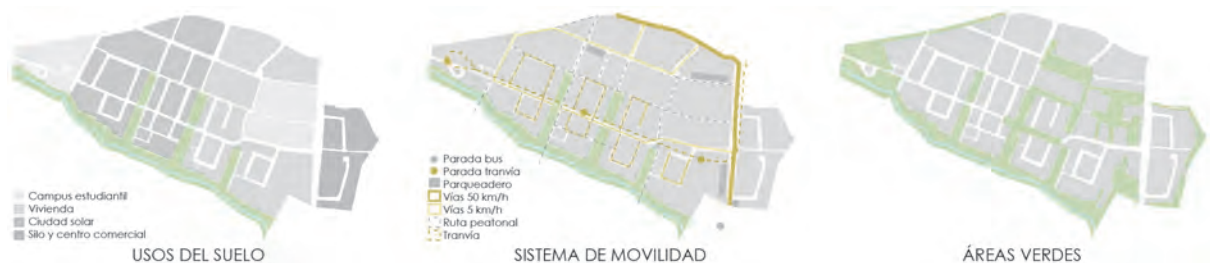 Campus estudiantil
Vivienda
Ciudad solar
Silo y centro comercial
USOS DEL SUELO
Parada bus
Parada tranvía
Parqueadero
Vías 50 km/h
Vías 5 km/h
Ruta peatonal
Tranvía
SISTEMA DE MOVILIDAD
ÁREAS VERDES